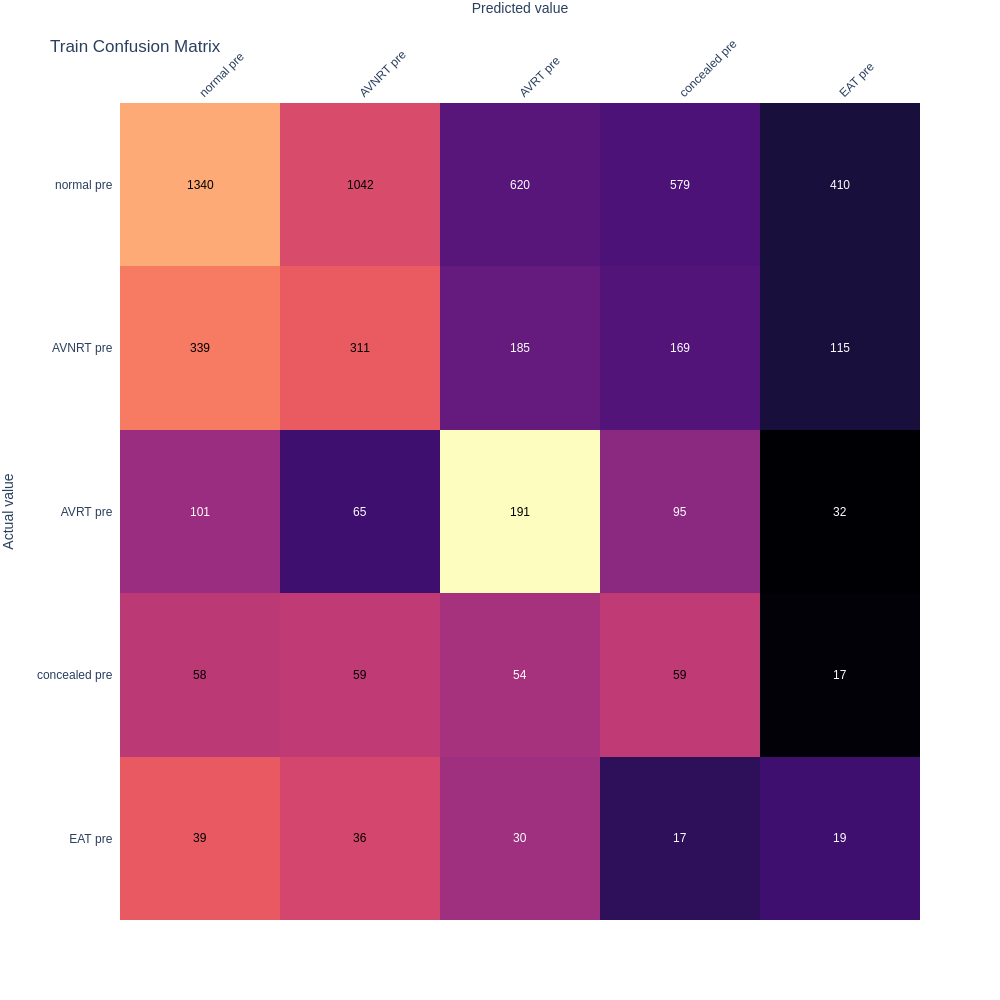 Predicted value
Train Confusion Matrix
normal pre
AVNRT pre
AVRT pre
concealed pre
EAT pre
normal pre 1340 1042 620 579 410
AVNRT pre 339 311 185 169 115
AVRT pre 101 65 191 95 32
concealed pre 58 59 54 59 17
EAT pre 39 36 30 17 19
Actual value